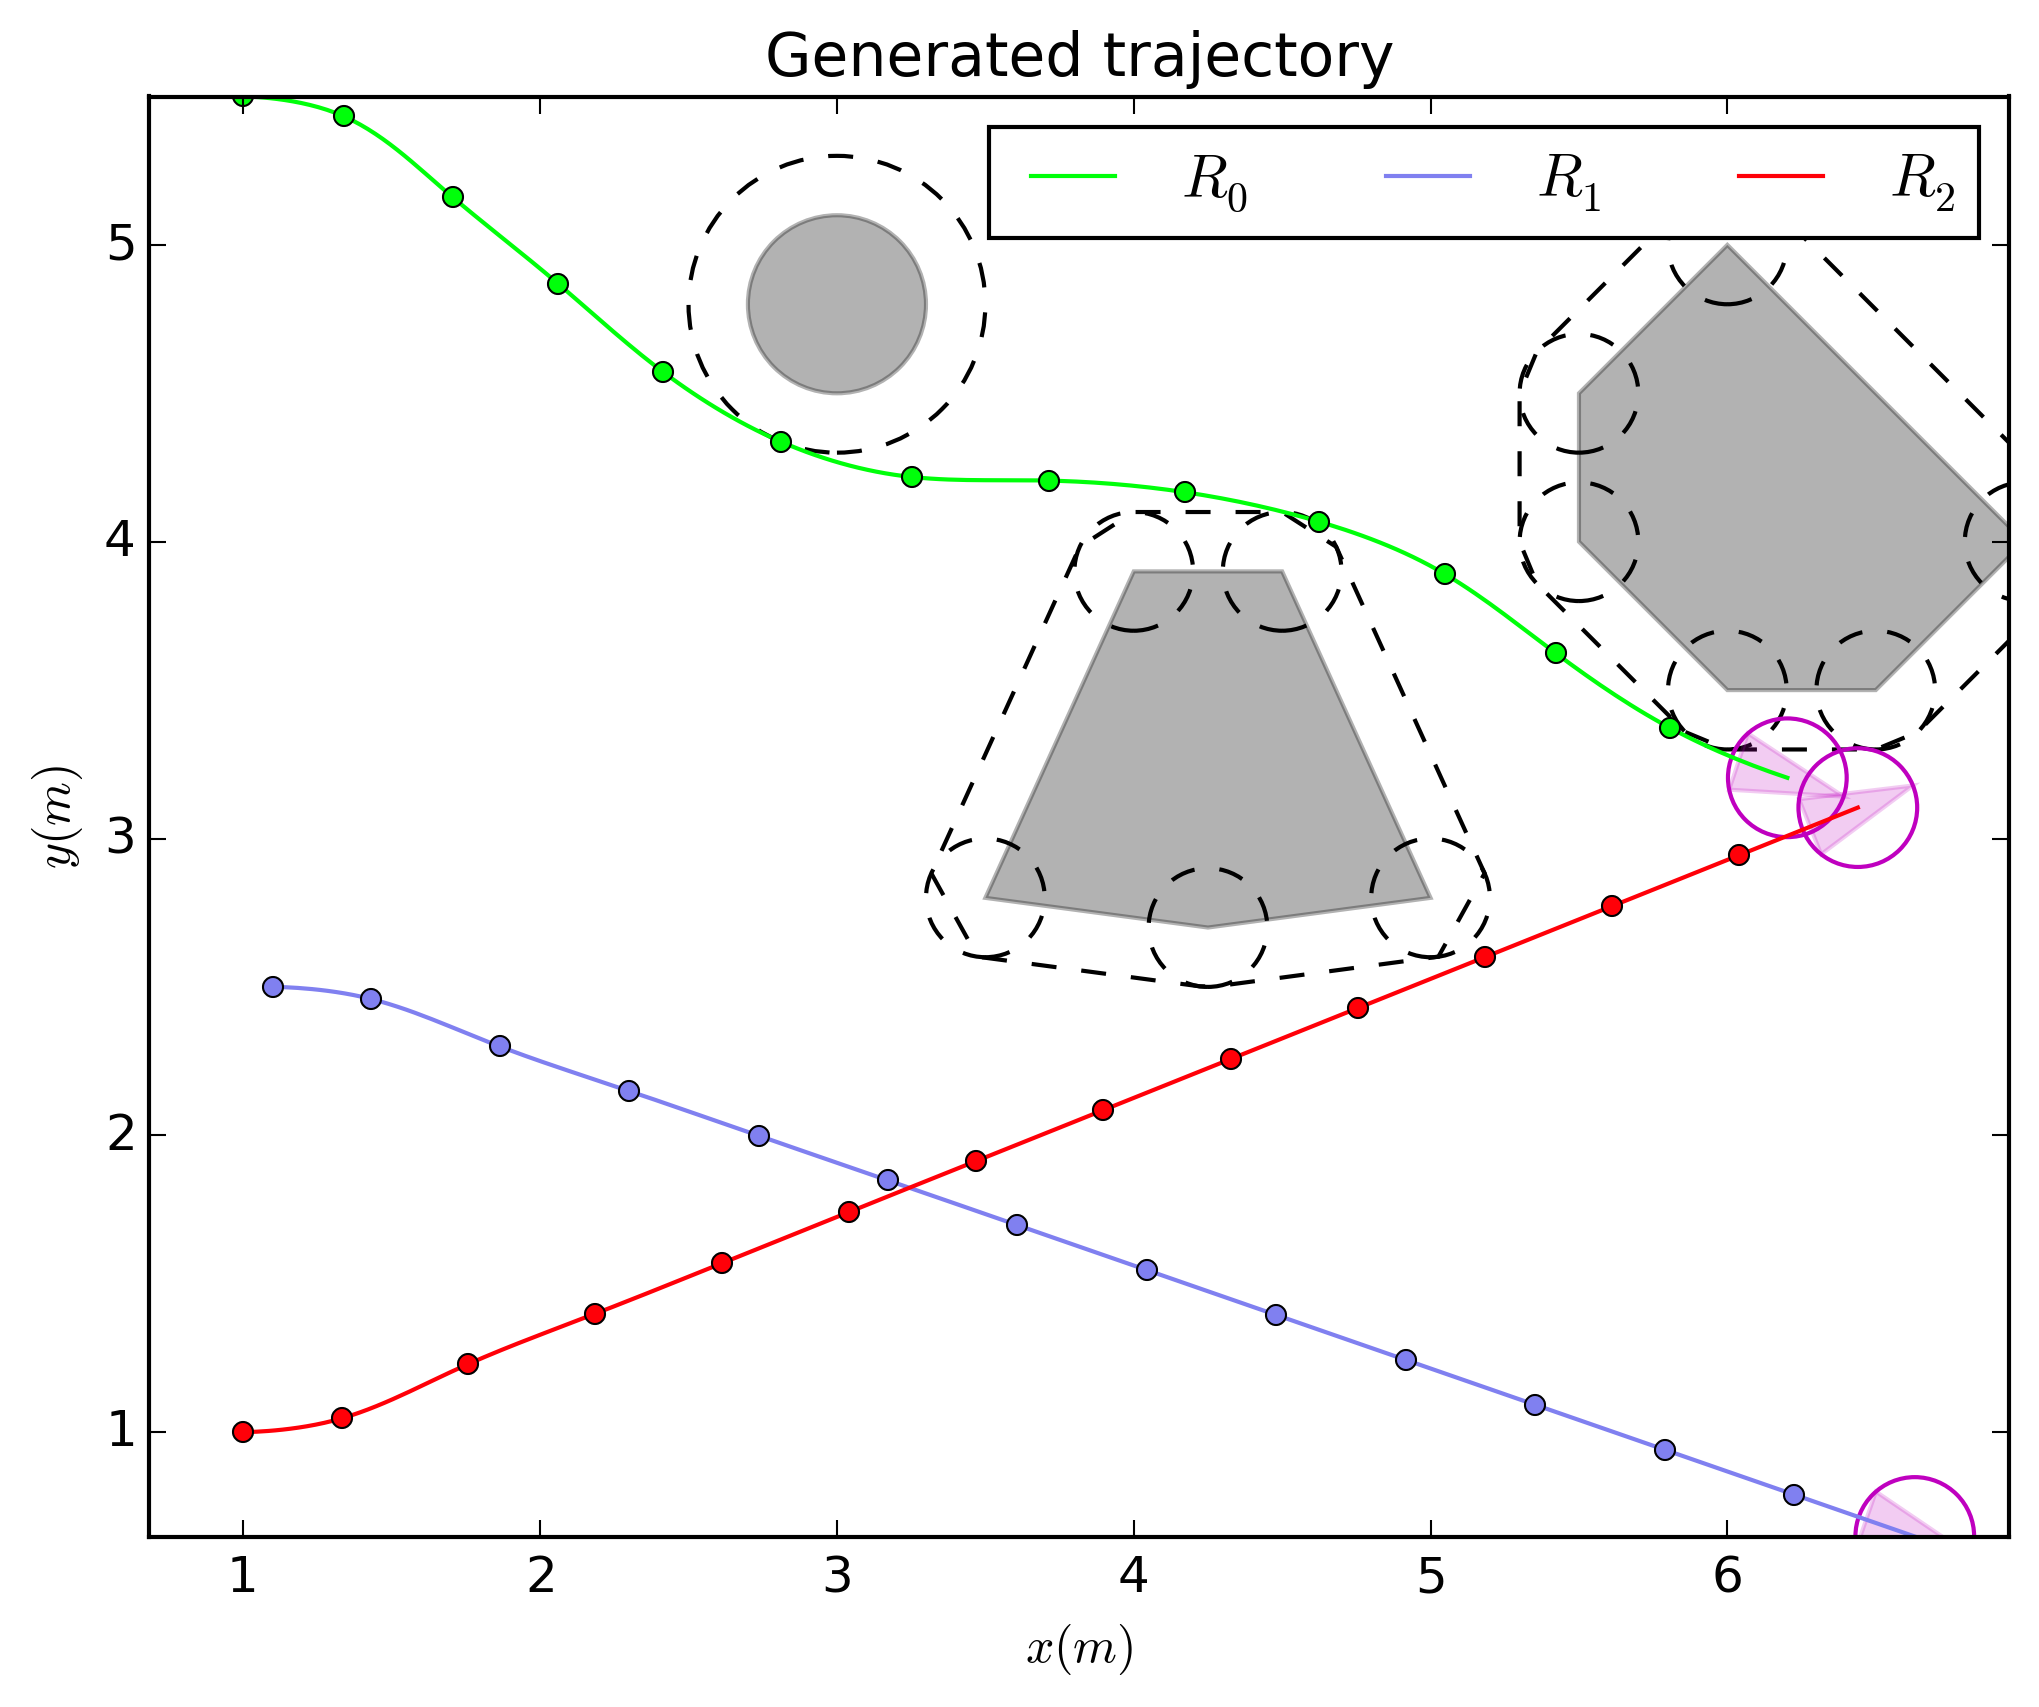 Generated trajectory
R₀ R₁ R₂
5
4
3
2
1
y(m)
1 2 3 4 5 6
x(m)